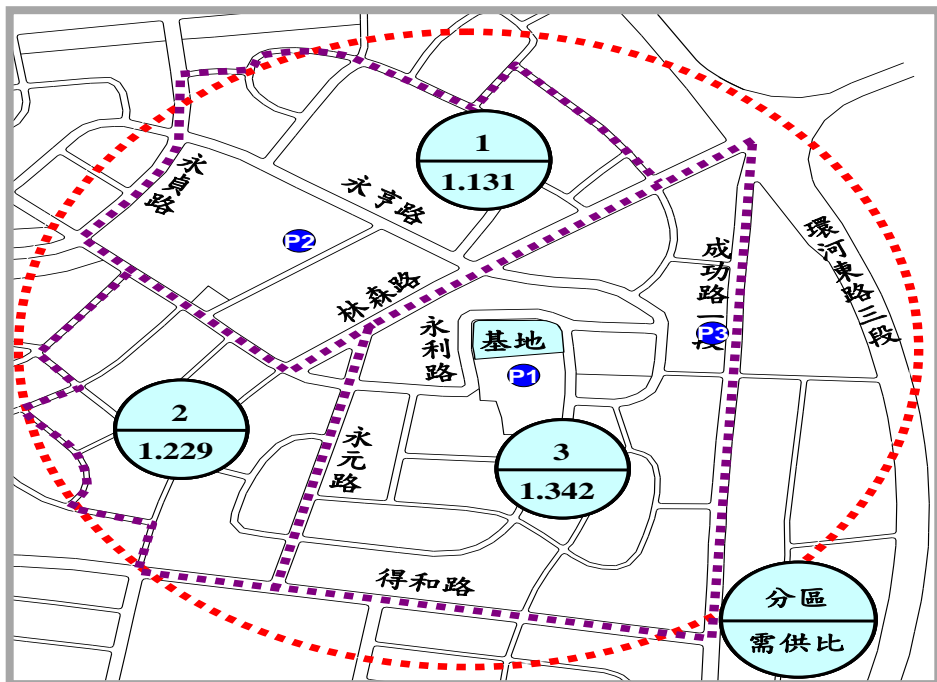 1
1.131
永貞路
永亨路
P2
林森路
成功路一段
環河東路三段
永利路
基地
P3
P1
2
1.229
永元路
3
1.342
得和路
分區
需供比